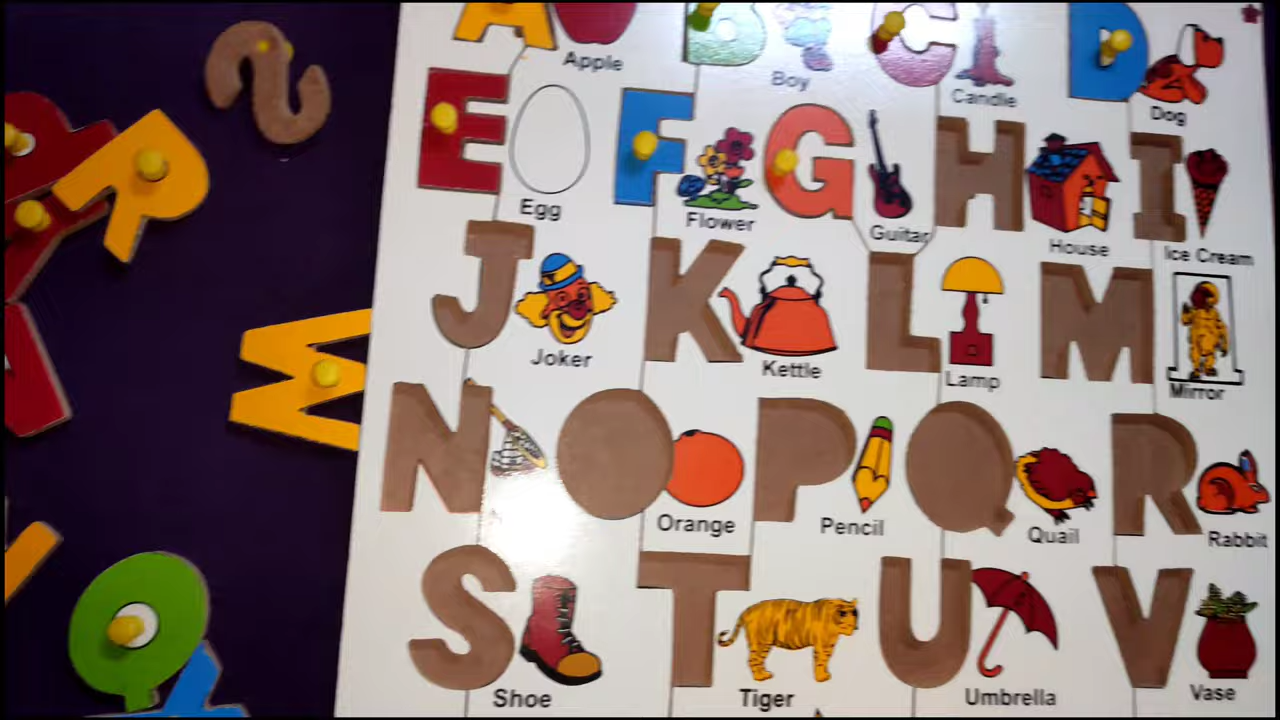 A Apple B Boy C Candle D Dog
E Egg F Flower G Guitar H House I Ice Cream
J Joker K Kettle L Lamp M Mirror
N O Orange P Pencil Q Quail R Rabbit
S Shoe T Tiger U Umbrella V Vase
R
S
W
Q